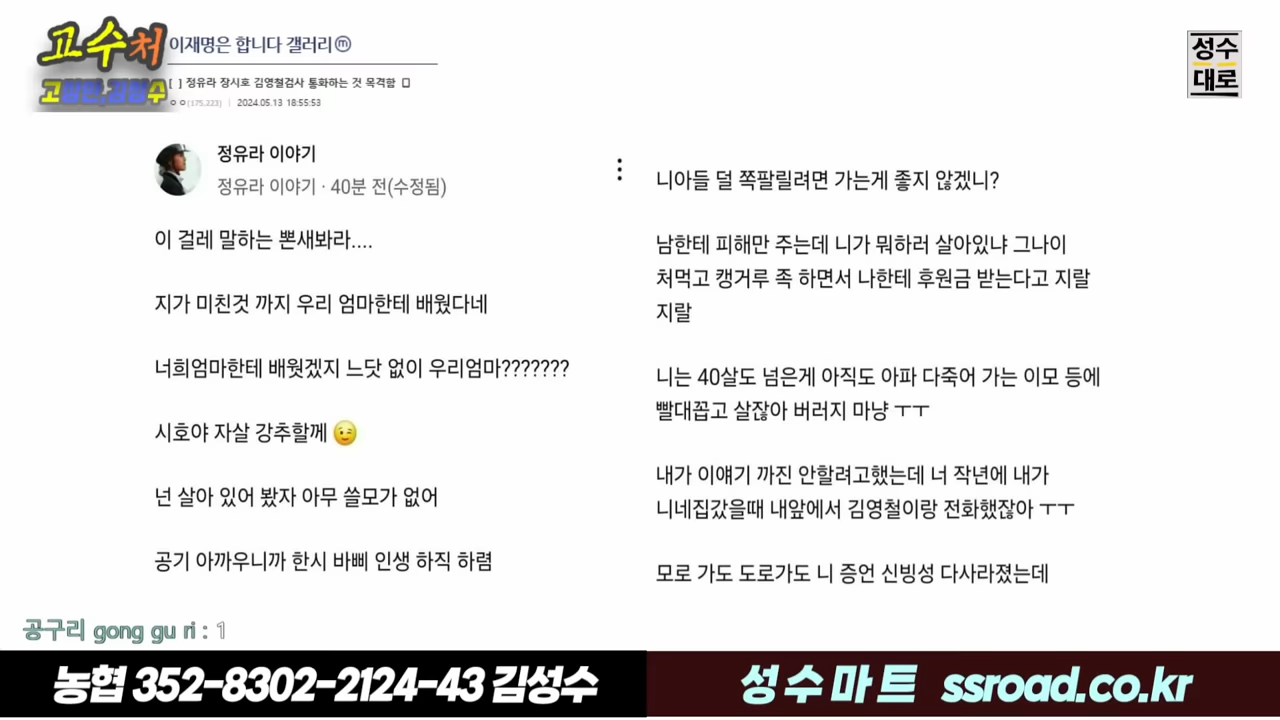 고수처
이재명은 합니다 갤러리ⓜ
[ ] 정유라 장시호 김영철검사 통화하는 것 목격함
ㅇㅇ(175.223) | 2024.05.13 18:55:53
성수
대로
정유라 이야기
정유라 이야기 · 40분 전(수정됨)
이 걸레 말하는 뽄새봐라....
지가 미친것 까지 우리 엄마한테 배웠다네
너희엄마한테 배웟겠지 느닷 없이 우리엄마???????
시호야 자살 강추할께 😉
넌 살아 있어 봤자 아무 쓸모가 없어
공기 아까우니까 한시 바삐 인생 하직 하렴
니아들 덜 쪽팔릴려면 가는게 좋지 않겠니?
남한테 피해만 주는데 니가 뭐하러 살아있냐 그나이
처먹고 캥거루 족 하면서 나한테 후원금 받는다고 지랄
지랄
니는 40살도 넘은게 아직도 아파 다죽어 가는 이모 등에
빨대꼽고 살잖아 버러지 마냥 ㅜㅜ
내가 이얘기 까진 안할려고했는데 너 작년에 내가
니네집갔을때 내앞에서 김영철이랑 전화했잖아 ㅜㅜ
모로 가도 도로가도 니 증언 신빙성 다사라졌는데
공구리 gong gu ri : 1
농협 352-8302-2124-43 김성수
성수마트 ssroad.co.kr